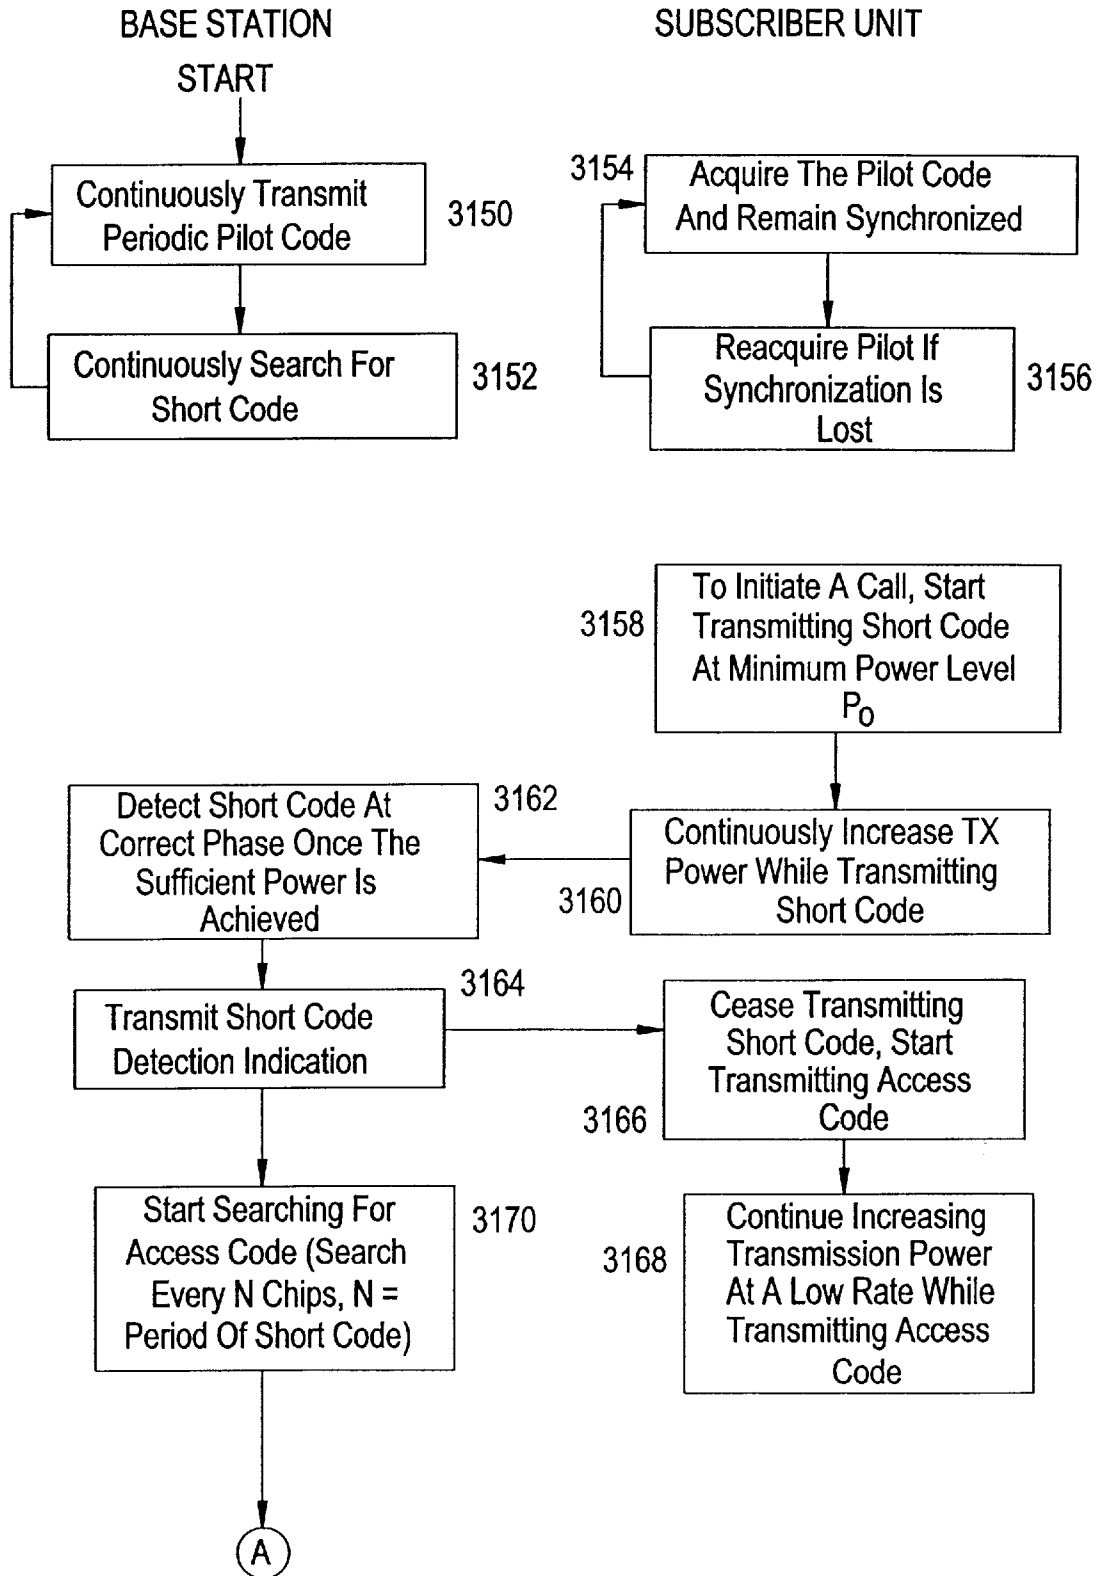 BASE STATION
SUBSCRIBER UNIT
START
Continuously Transmit
Periodic Pilot Code
3150
3154
Acquire The Pilot Code
And Remain Synchronized
Continuously Search For
Short Code
3152
Reacquire Pilot If
Synchronization Is
Lost
3156
3158
To Initiate A Call, Start
Transmitting Short Code
At Minimum Power Level
P0
Detect Short Code At
Correct Phase Once The
Sufficient Power Is
Achieved
3162
Continuously Increase TX
Power While Transmitting
Short Code
3160
Transmit Short Code
Detection Indication
3164
Cease Transmitting
Short Code, Start
Transmitting Access
Code
3166
Start Searching For
Access Code (Search
Every N Chips, N =
Period Of Short Code)
3170
3168
Continue Increasing
Transmission Power
At A Low Rate While
Transmitting Access
Code
A